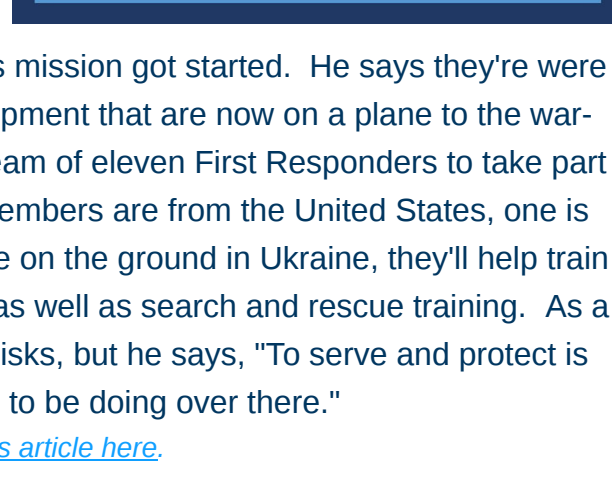 s mission got started.  He says they're were
pment that are now on a plane to the war-
eam of eleven First Responders to take part
embers are from the United States, one is
e on the ground in Ukraine, they'll help train
as well as search and rescue training.  As a
isks, but he says, "To serve and protect is
to be doing over there."
s article here.